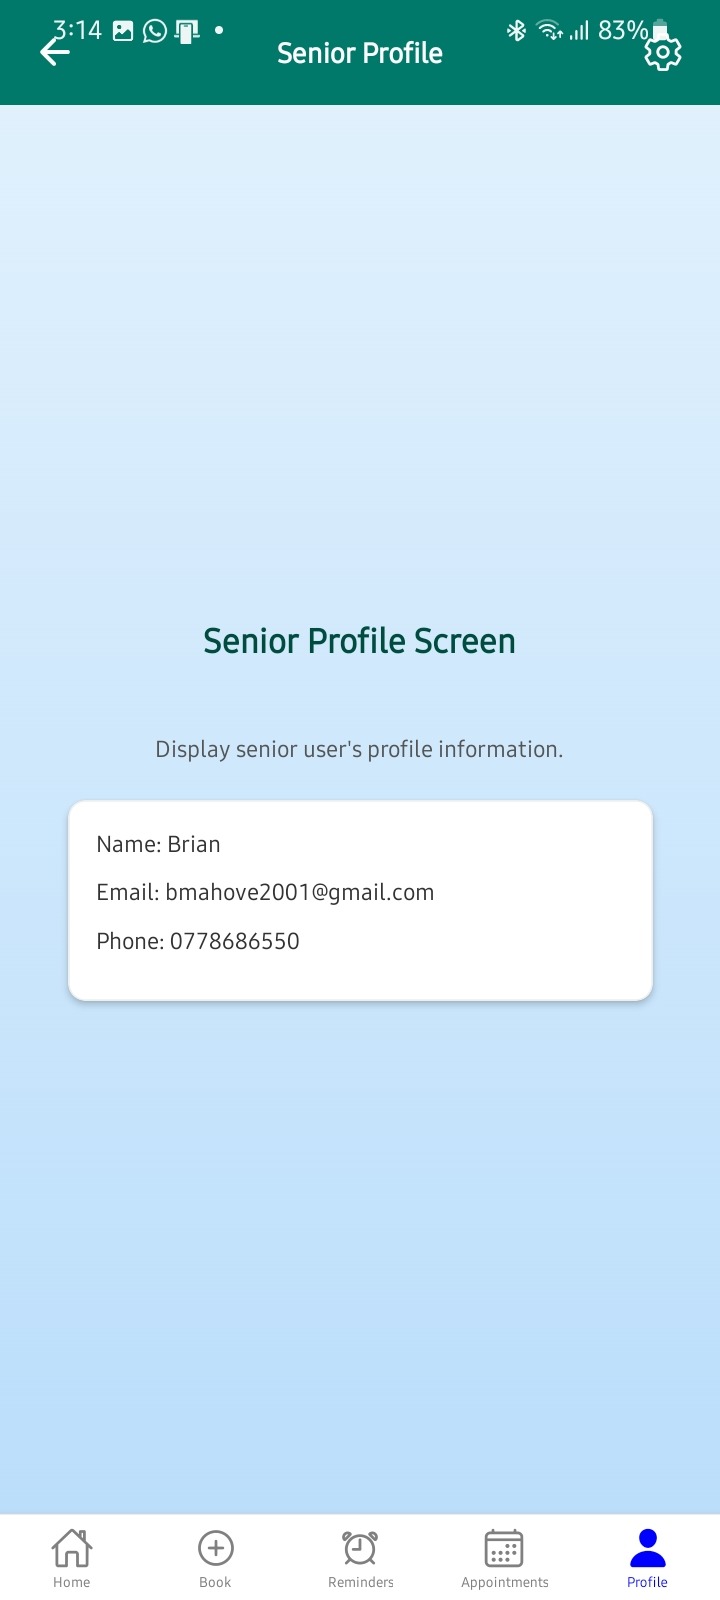 3:14 83%
Senior Profile
Senior Profile Screen
Display senior user's profile information.
Name: Brian
Email: bmahove2001@gmail.com
Phone: 0778686550
Home Book Reminders Appointments Profile